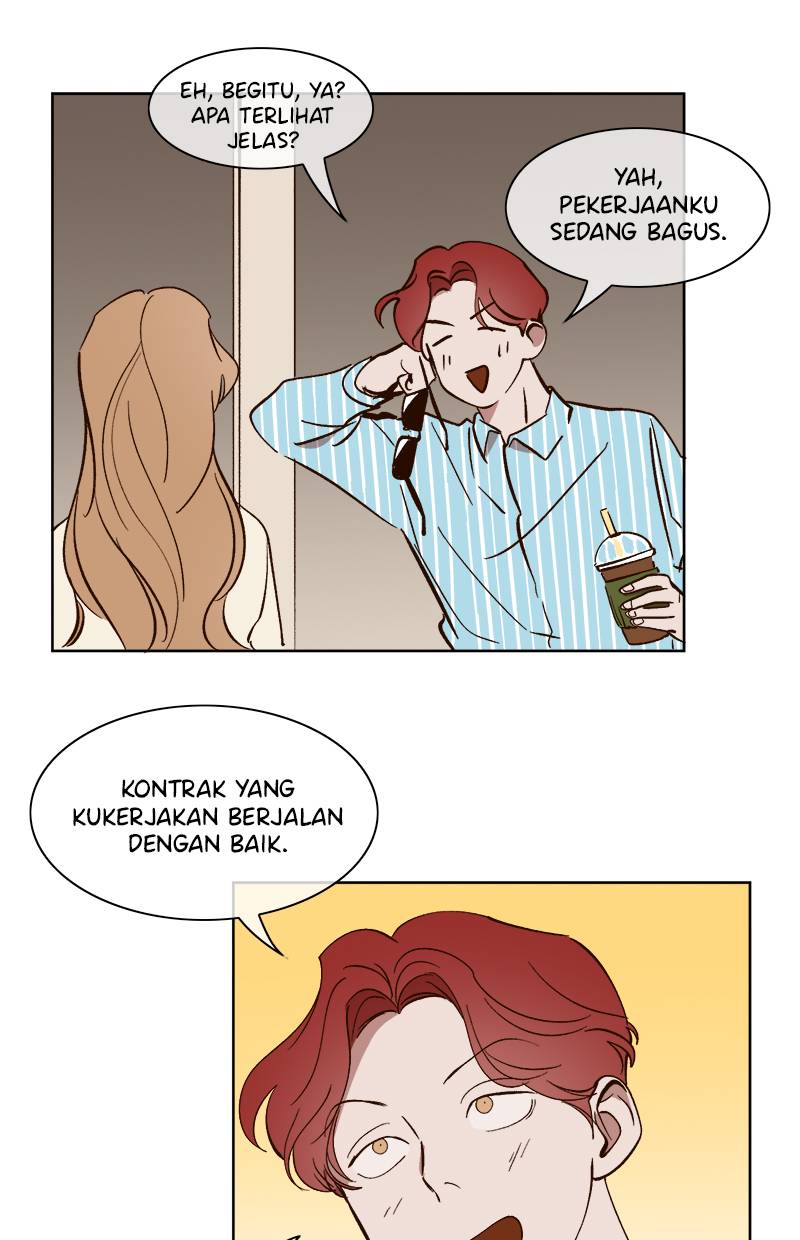 EH, BEGITU, YA?
APA TERLIHAT
JELAS?
YAH,
PEKERJAANKU
SEDANG BAGUS.
KONTRAK YANG
KUKERJAKAN BERJALAN
DENGAN BAIK.